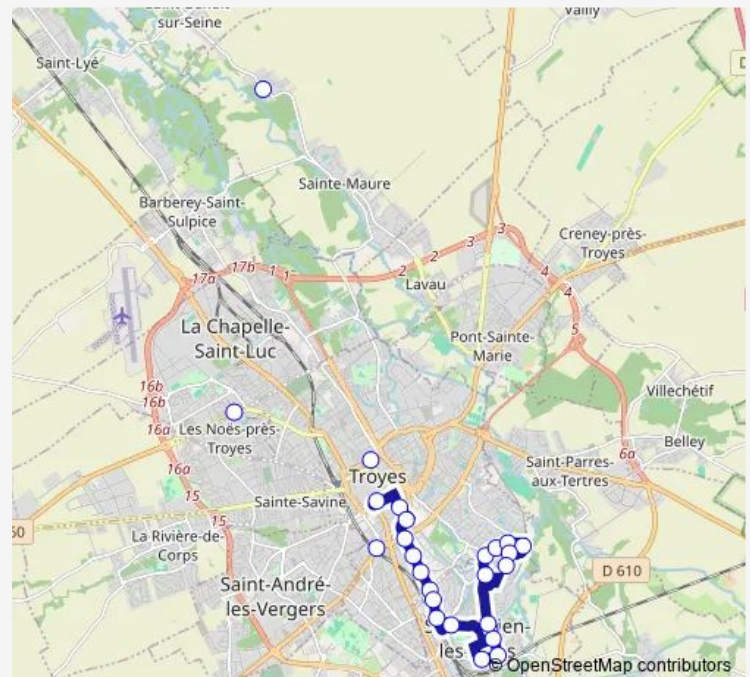 sur-Seine
Vailly
Saint-Lyé
D
Sainte-Maure
Barberey-Saint-
Sulpice
Creney-près-
Troyes
3
3
2
2
4
4
17a
17b
1
1
Lavau
5
La Chapelle-
Saint-Luc
Pont-Sainte-
Marie
16b
16b
16a
Villechétif
Les Noës-près-
Troyes
Belley
6a
16a
Troyes
Saint-Parres-
aux-Tertres
15
Sainte-Savine
15
60
La Rivière-de-
Corps
D 610
Saint-André-
les-Vergers
© OpenStreetMap contributors